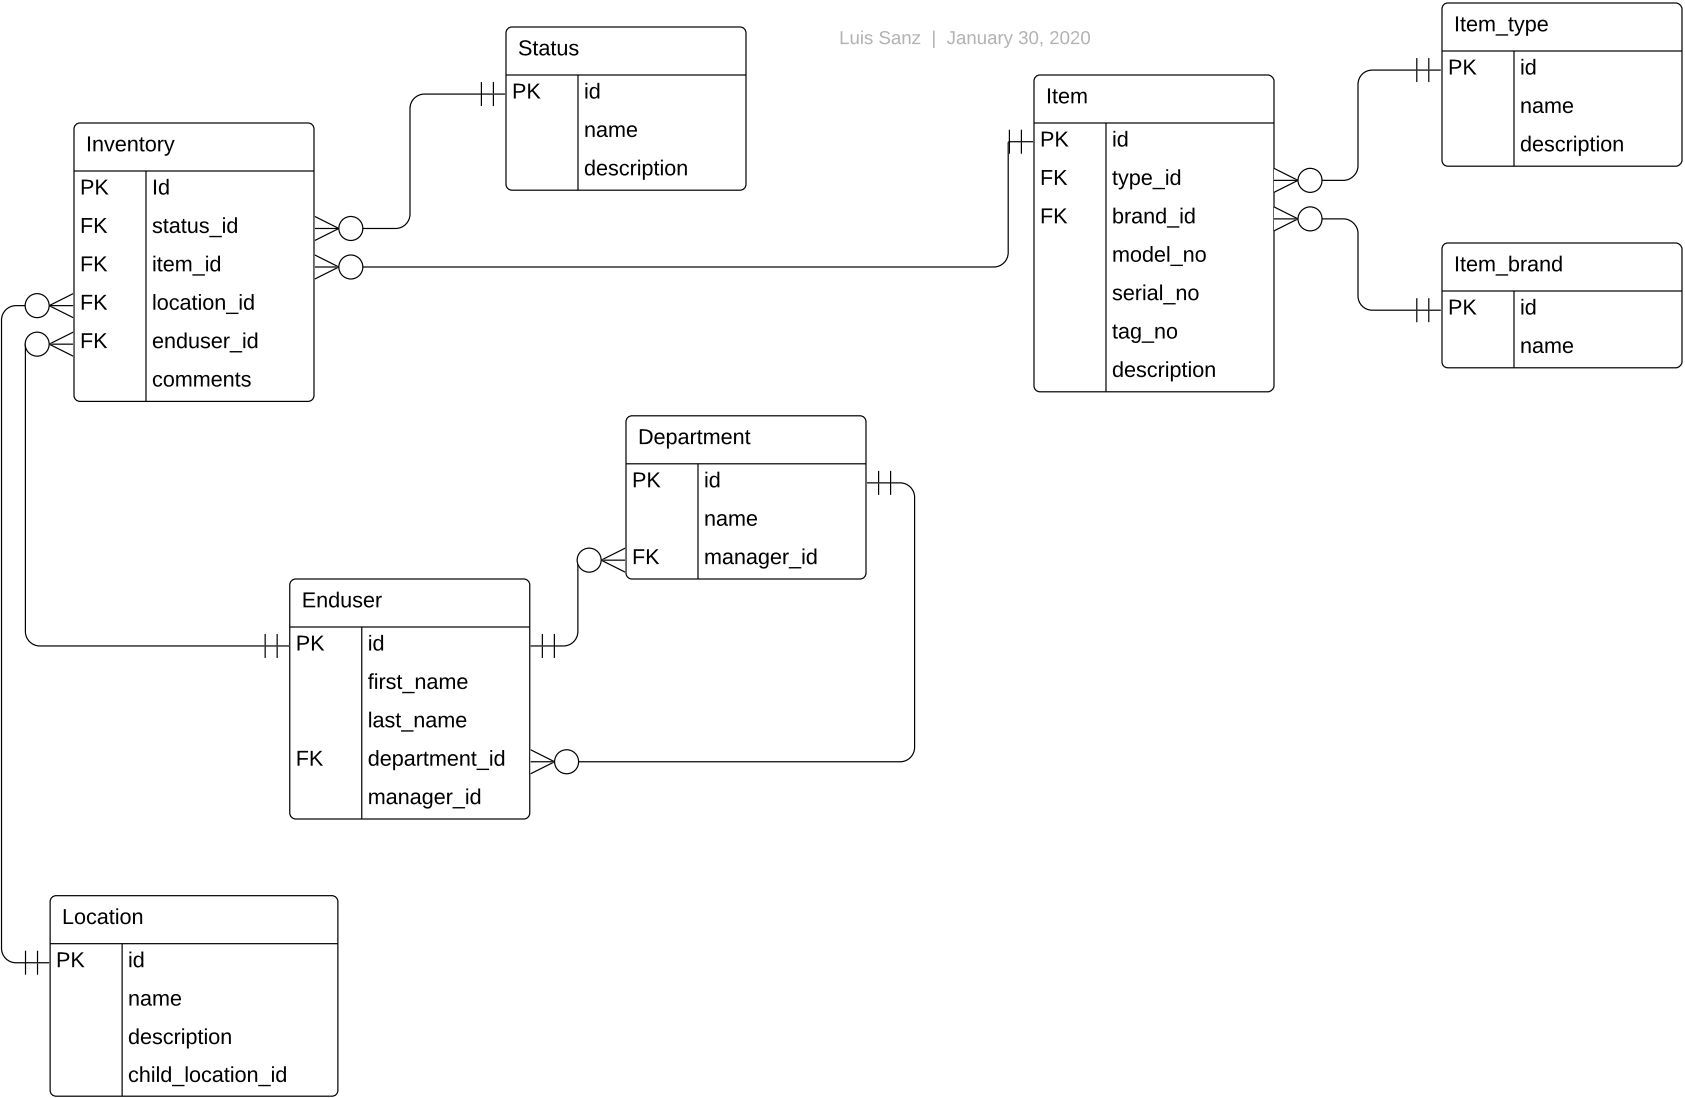 Luis Sanz | January 30, 2020
Status
PK id
name
description
Inventory
PK Id
FK status_id
FK item_id
FK location_id
FK enduser_id
comments
Item
PK id
FK type_id
FK brand_id
model_no
serial_no
tag_no
description
Item_type
PK id
name
description
Item_brand
PK id
name
Department
PK id
name
FK manager_id
Enduser
PK id
first_name
last_name
FK department_id
manager_id
Location
PK id
name
description
child_location_id